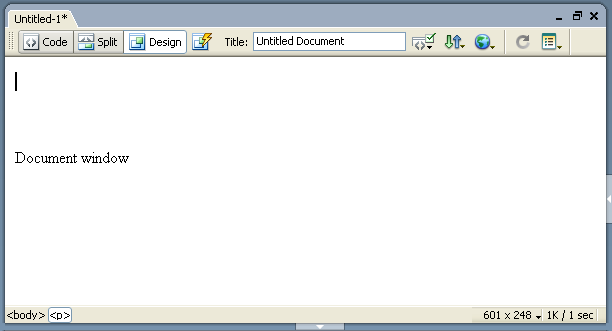 Untitled-1*
Code Split Design Title: Untitled Document
Document window
<body> <p> 601 x 248 1K / 1 sec